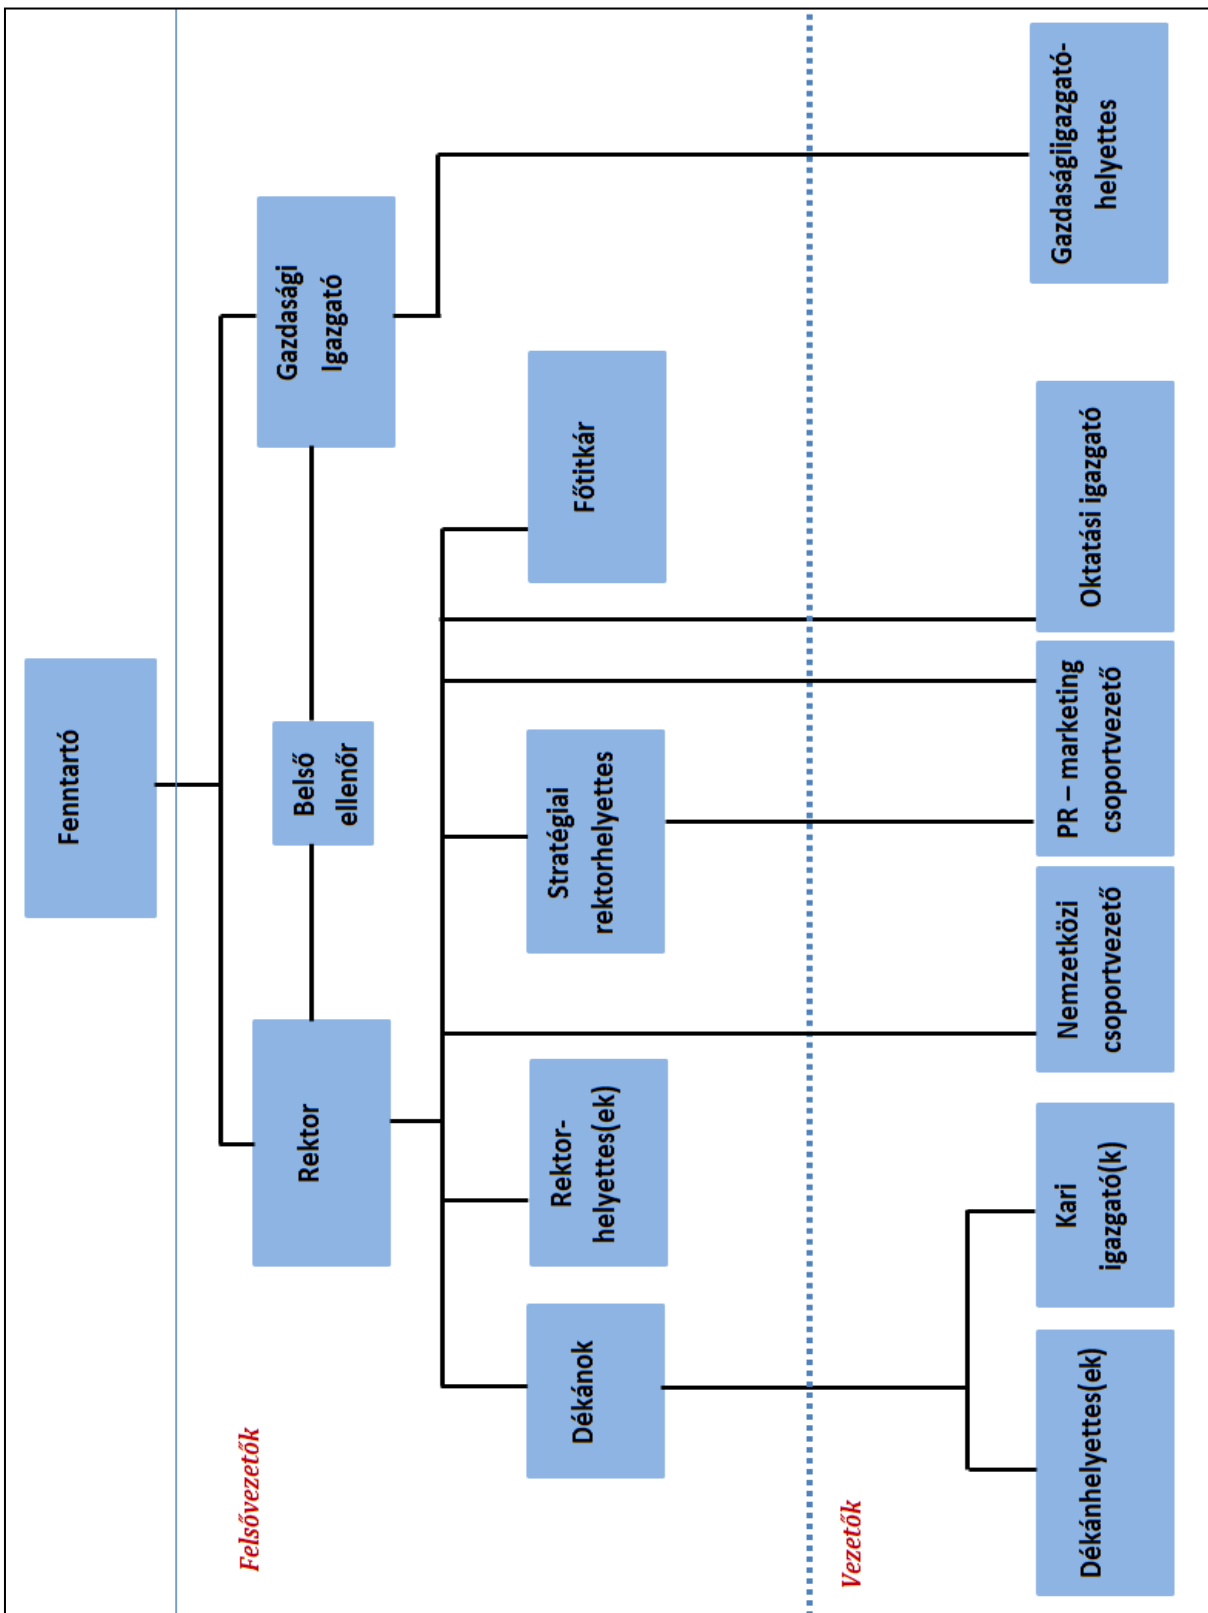 Fenntartó
Felsővezetők
Rektor
Belső
ellenőr
Gazdasági
Igazgató
Dékánok
Rektor-
helyettes(ek)
Stratégiai
rektorhelyettes
Főtitkár
Vezetők
Dékánhelyettes(ek)
Kari
igazgató(k)
Nemzetközi
csoportvezető
PR – marketing
csoportvezető
Oktatási igazgató
Gazdaságiigazgató-
helyettes